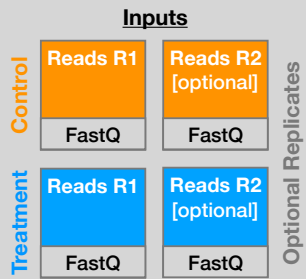 Inputs
Control
Reads R1
FastQ
Reads R2
[optional]
FastQ
Treatment
Reads R1
FastQ
Reads R2
[optional]
FastQ
Optional Replicates